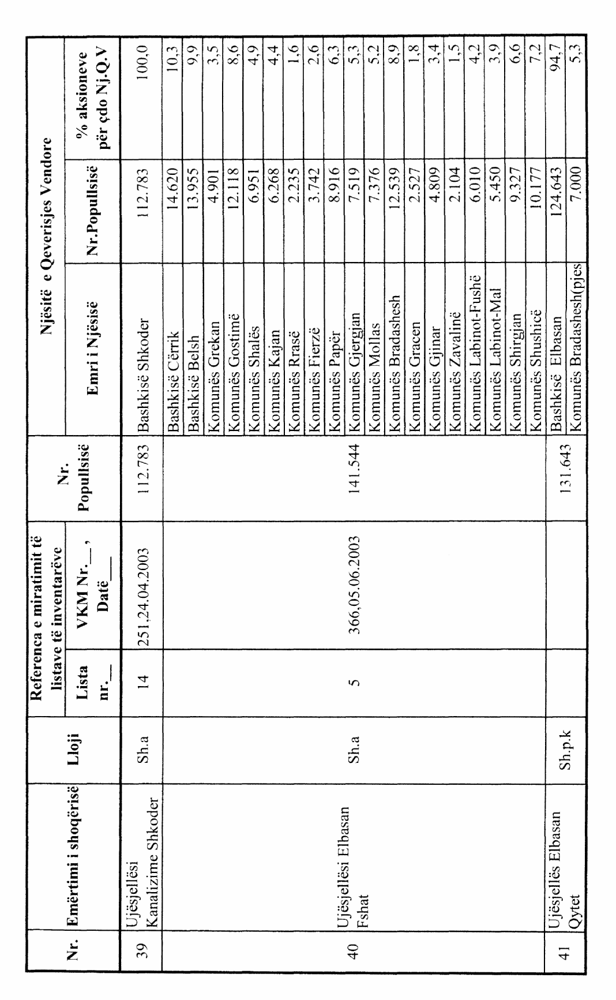 Nr. Emërtimi i shoqërisë Lloji Referenca e miratimit të listave të inventarëve Nr. Popullsisë Njësitë e Qeverisjes Vendore
Lista nr.__ VKM Nr.__, Datë___ Emri i Njësisë Nr.Popullsisë % aksioneve për çdo Nj.Q.V
39 Ujësjellësi Kanalizime Shkoder Sh.a 14 251,24.04.2003 112.783 Bashkisë Shkoder 112.783 100,0
Bashkisë Cërrik 14.620 10,3
Bashkisë Belsh 13.955 9,9
Komunës Grekan 4.901 3,5
Komunës Gostimë 12.118 8,6
Komunës Shalës 6.951 4,9
Komunës Kajan 6.268 4,4
Komunës Rrasë 2.235 1,6
Komunës Fierzë 3.742 2,6
Komunës Papër 8.916 6,3
40 Ujësjellësi Elbasan Fshat Sh.a 5 366,05.06.2003 141.544 Komunës Gjergjan 7.519 5,3
Komunës Mollas 7.376 5,2
Komunës Bradashesh 12.539 8,9
Komunës Gracen 2.527 1,8
Komunës Gjinar 4.809 3,4
Komunës Zavalinë 2.104 1,5
Komunës Labinot-Fushë 6.010 4,2
Komunës Labinot-Mal 5.450 3,9
Komunës Shirgjan 9.327 6,6
Komunës Shushicë 10.177 7,2
41 Ujësjellës Elbasan Qytet Sh.p.k 131.643 Bashkisë Elbasan 124.643 94,7
Komunës Bradashesh(pjes 7.000 5,3